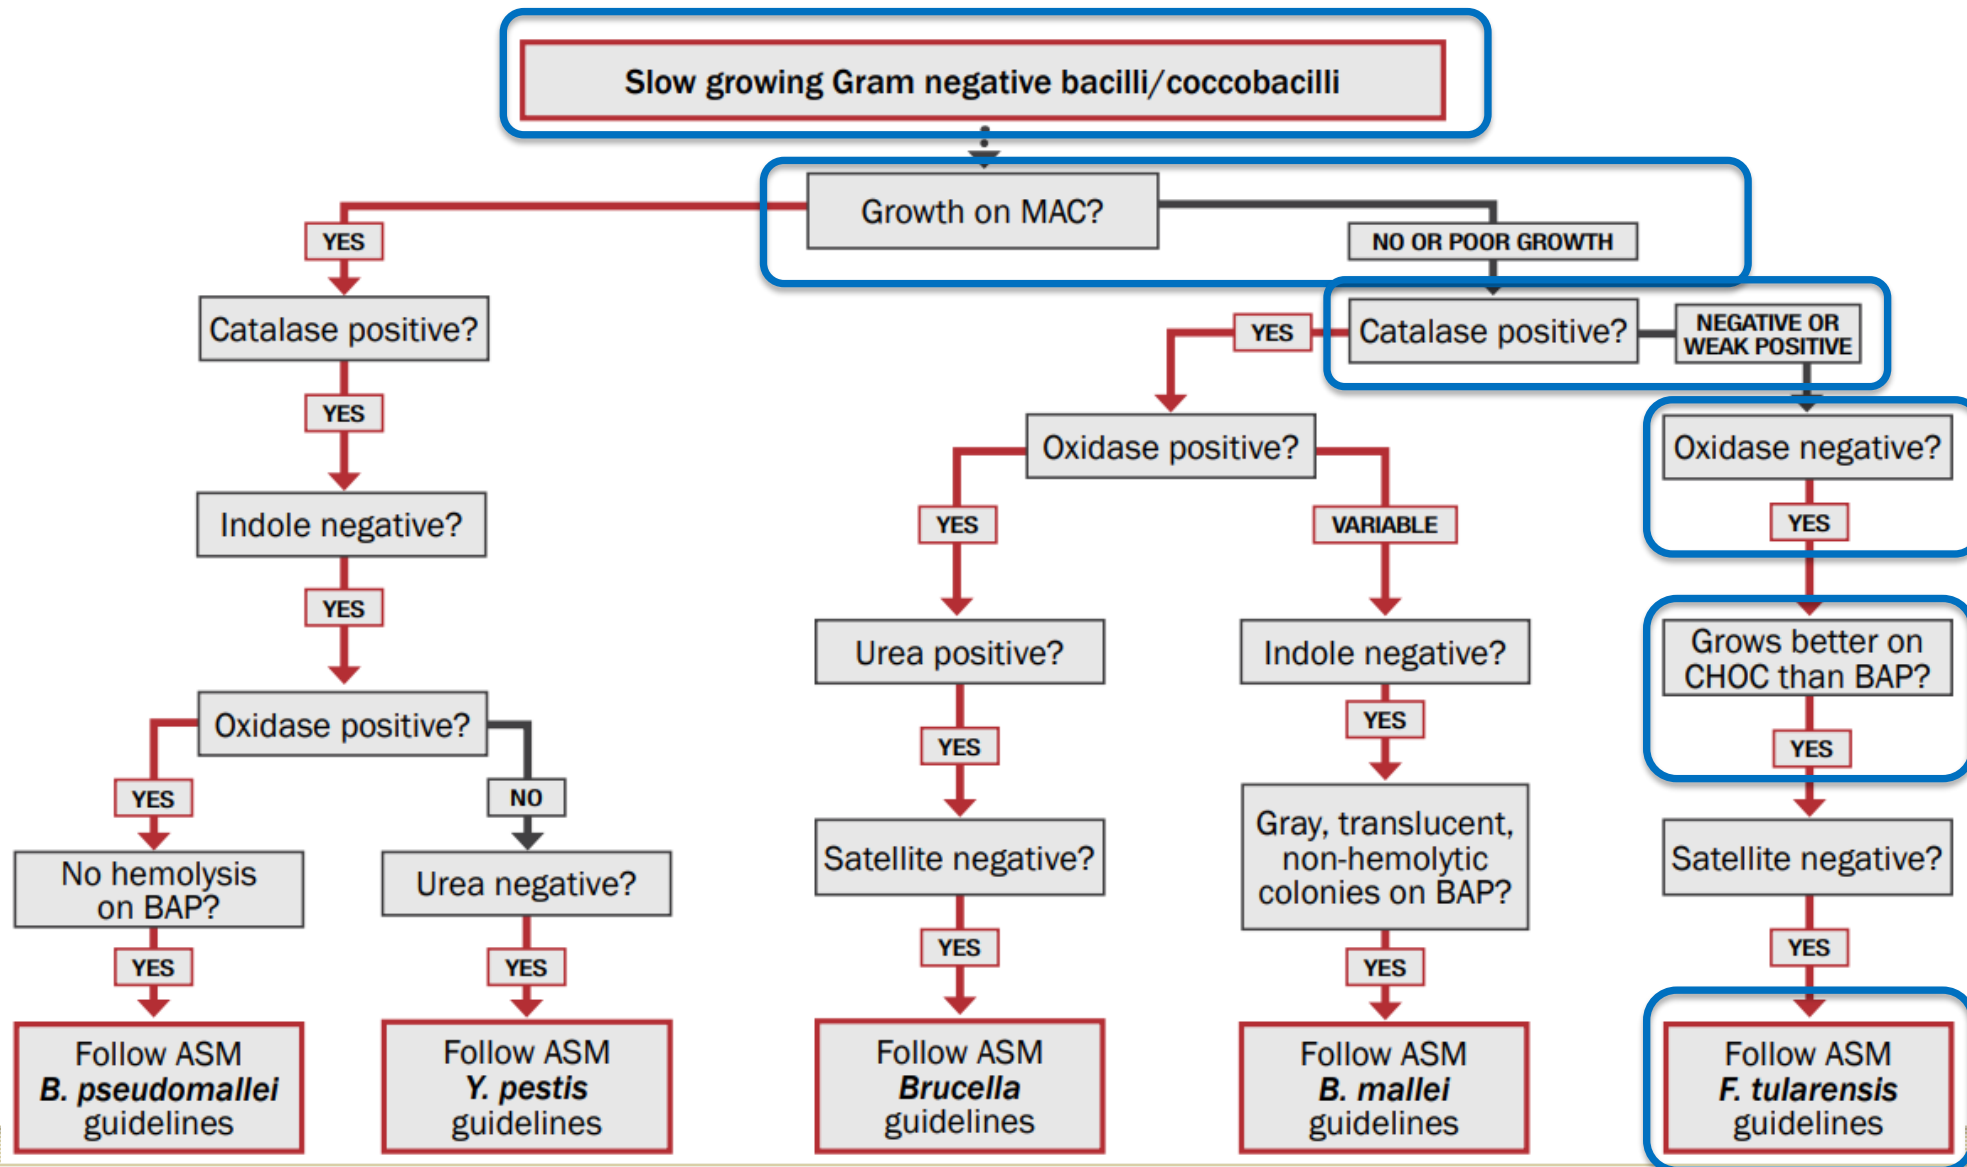 Slow growing Gram negative bacilli/coccobacilli
Growth on MAC?
YES
NO OR POOR GROWTH
Catalase positive?
YES
Catalase positive?
NEGATIVE OR
WEAK POSITIVE
YES
Oxidase positive?
Oxidase negative?
Indole negative?
YES
VARIABLE
YES
YES
Urea positive?
Indole negative?
Grows better on
CHOC than BAP?
Oxidase positive?
YES
YES
YES
YES
NO
No hemolysis
on BAP?
Urea negative?
Satellite negative?
Gray, translucent,
non-hemolytic
colonies on BAP?
Satellite negative?
YES
YES
YES
YES
YES
Follow ASM
B. pseudomallei
guidelines
Follow ASM
Y. pestis
guidelines
Follow ASM
Brucella
guidelines
Follow ASM
B. mallei
guidelines
Follow ASM
F. tularensis
guidelines